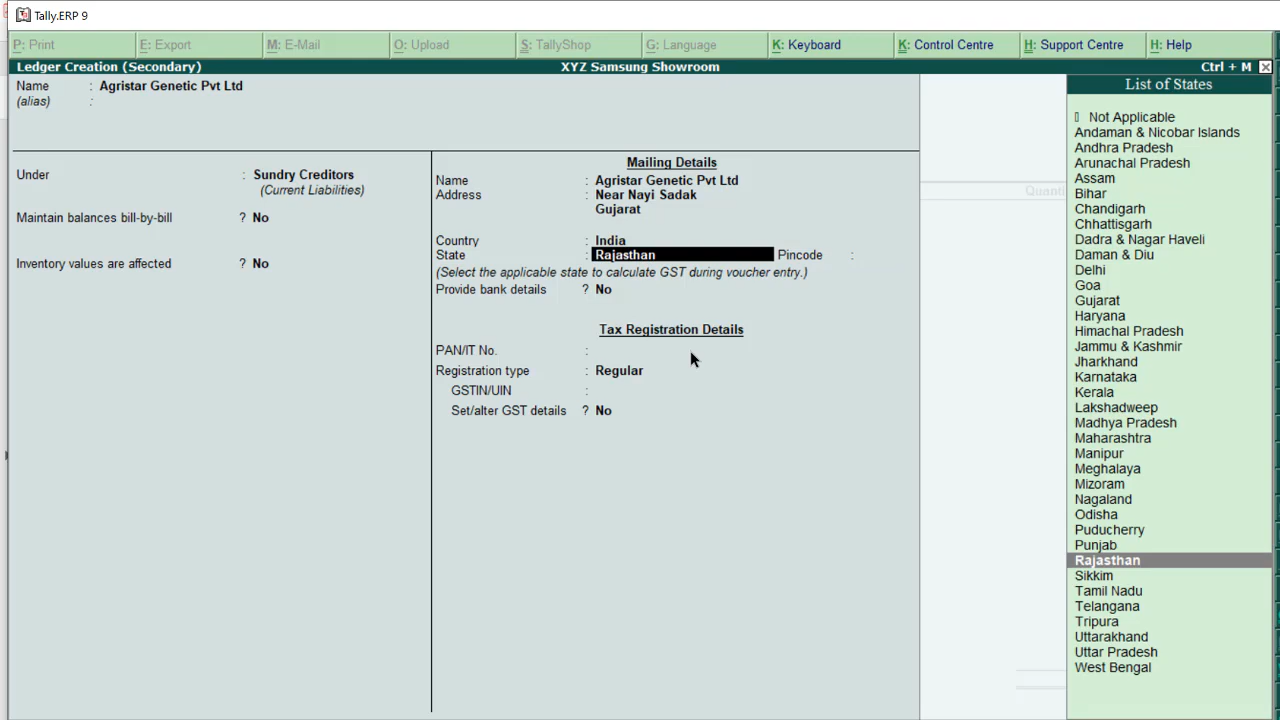 Tally.ERP 9
P: Print E: Export M: E-Mail O: Upload S: TallyShop G: Language K: Keyboard K: Control Centre H: Support Centre H: Help
Ledger Creation (Secondary) XYZ Samsung Showroom Ctrl + M
Name : Agristar Genetic Pvt Ltd
(alias) :
Under : Sundry Creditors
(Current Liabilities)
Maintain balances bill-by-bill ? No
Inventory values are affected ? No
Mailing Details
Name : Agristar Genetic Pvt Ltd
Address : Near Nayi Sadak
Gujarat
Country : India
State : Rajasthan Pincode :
(Select the applicable state to calculate GST during voucher entry.)
Provide bank details ? No
Tax Registration Details
PAN/IT No. :
Registration type : Regular
GSTIN/UIN :
Set/alter GST details ? No
Quanti
List of States
Not Applicable
Andaman & Nicobar Islands
Andhra Pradesh
Arunachal Pradesh
Assam
Bihar
Chandigarh
Chhattisgarh
Dadra & Nagar Haveli
Daman & Diu
Delhi
Goa
Gujarat
Haryana
Himachal Pradesh
Jammu & Kashmir
Jharkhand
Karnataka
Kerala
Lakshadweep
Madhya Pradesh
Maharashtra
Manipur
Meghalaya
Mizoram
Nagaland
Odisha
Puducherry
Punjab
Rajasthan
Sikkim
Tamil Nadu
Telangana
Tripura
Uttarakhand
Uttar Pradesh
West Bengal